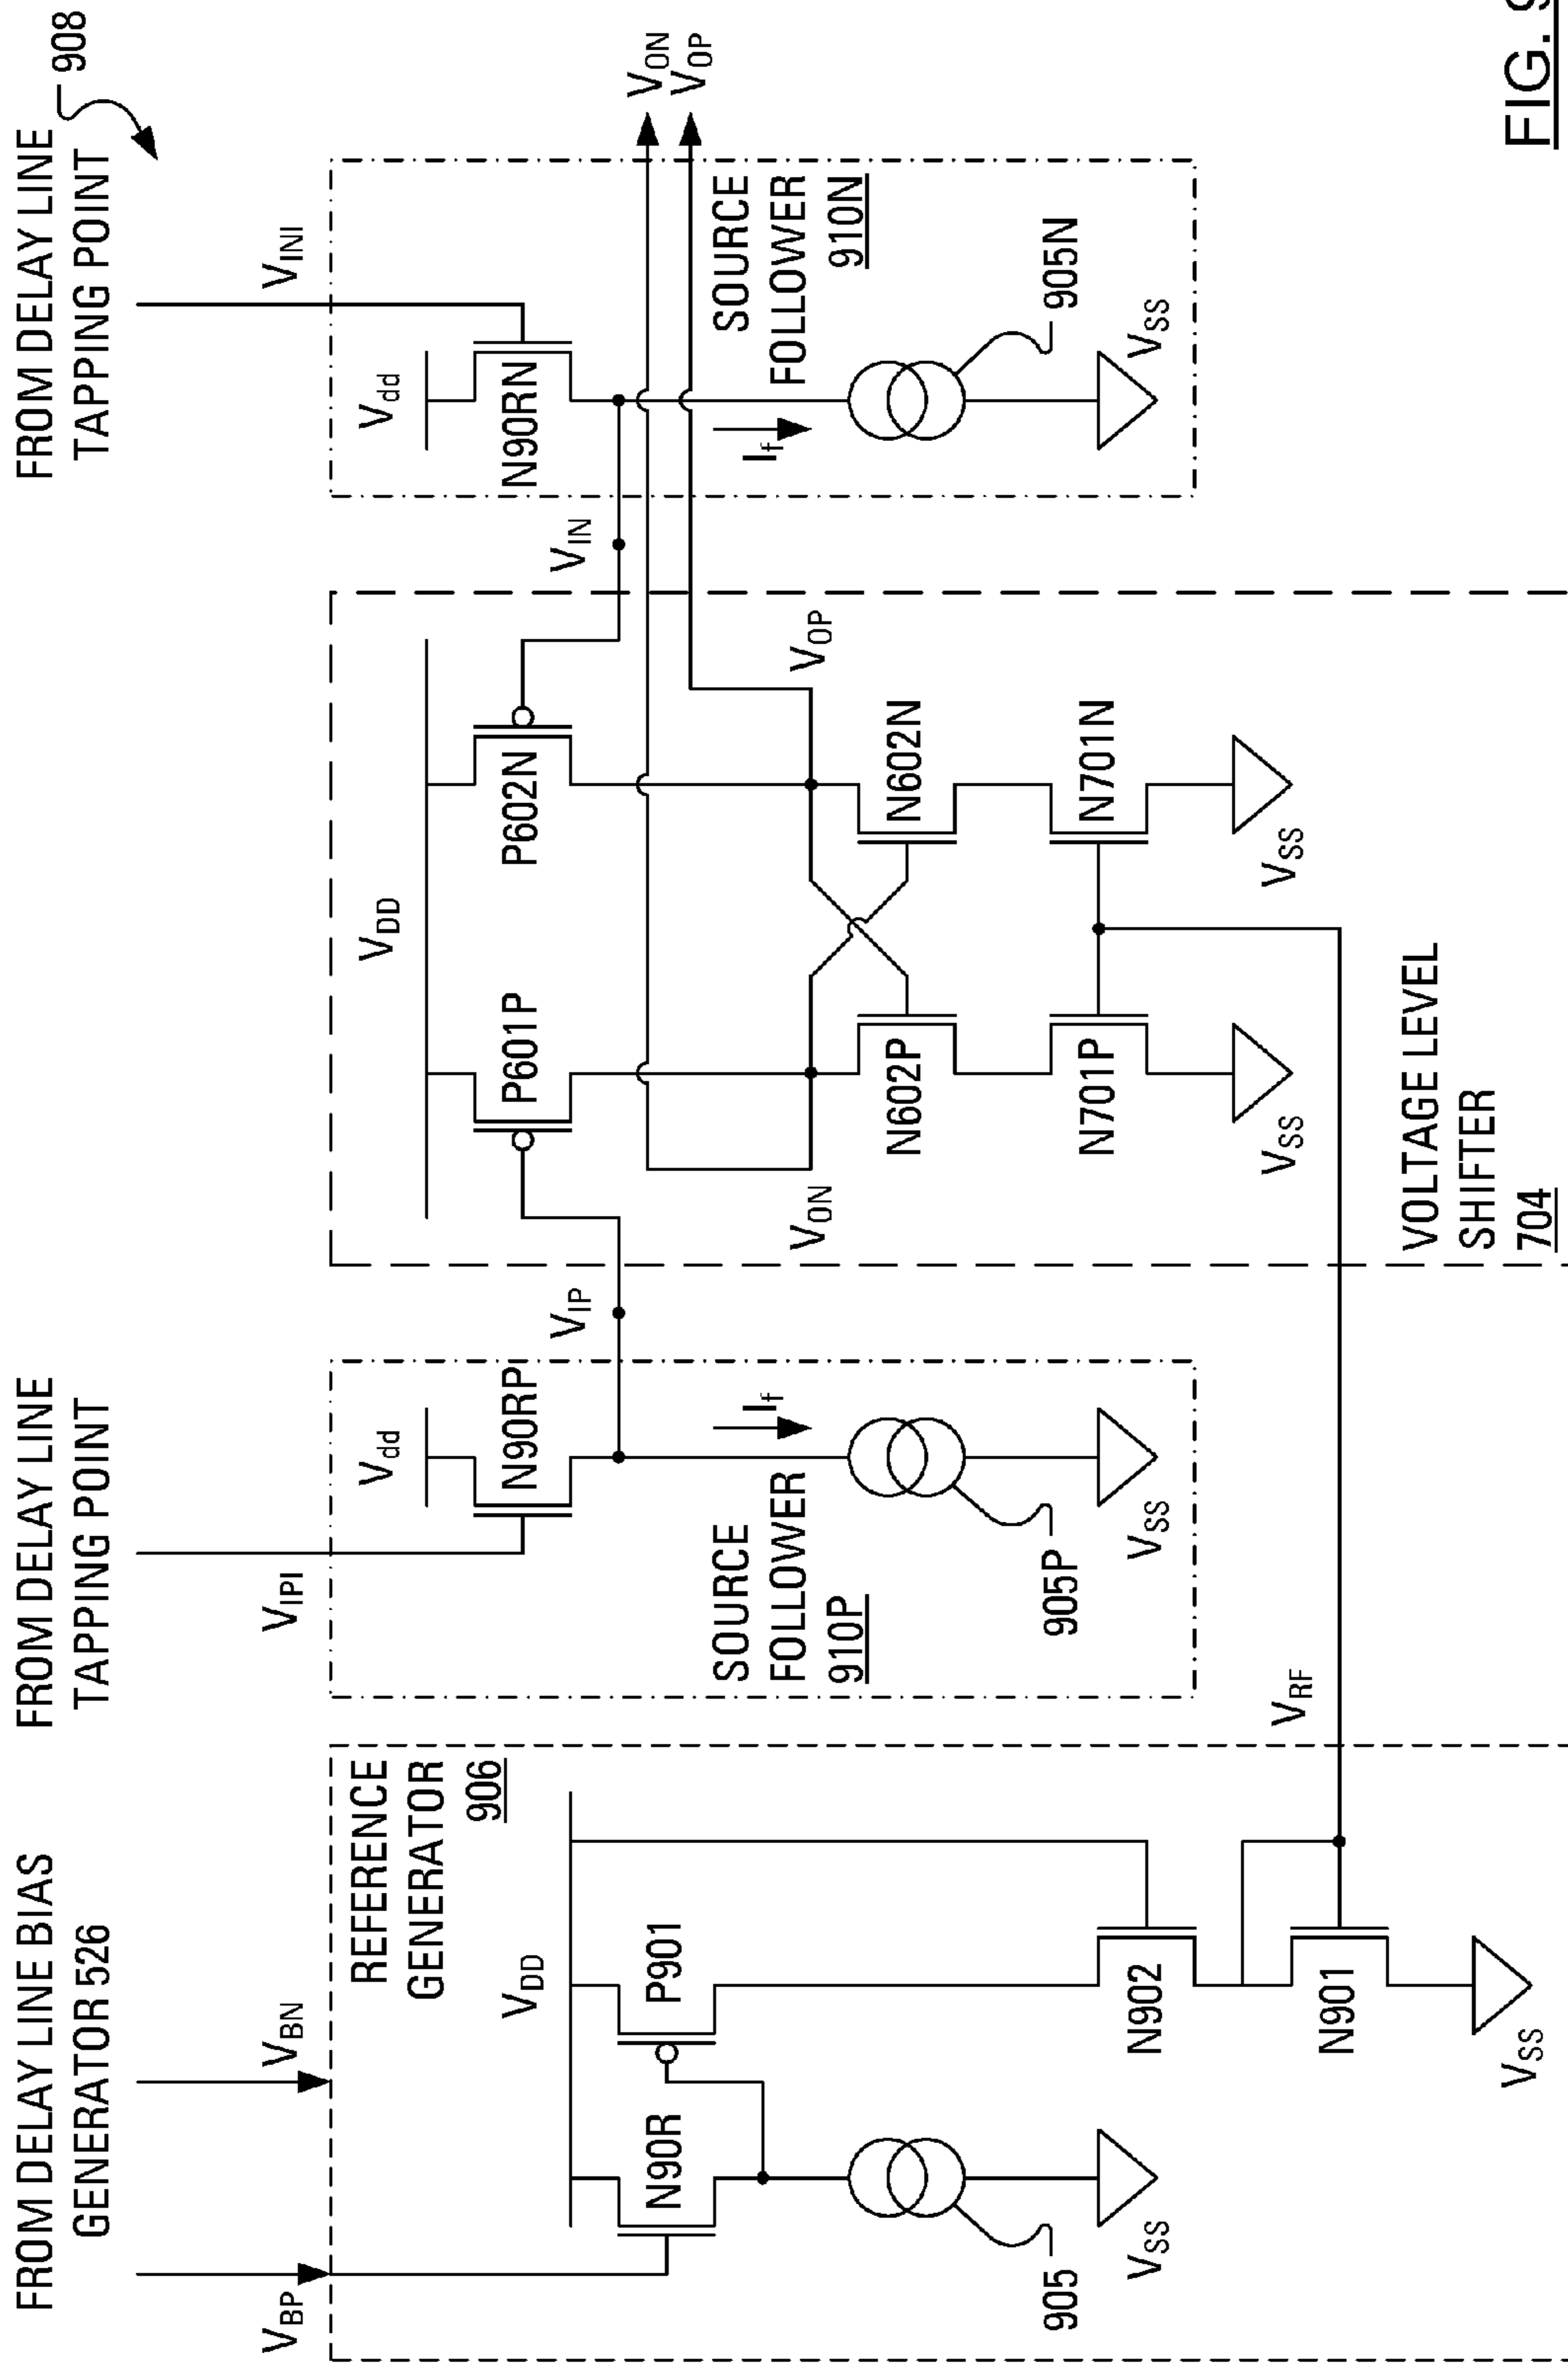 FROM DELAY LINE BIAS
GENERATOR 526
FROM DELAY LINE
TAPPING POINT
FROM DELAY LINE
TAPPING POINT
908
VBP
VBN
VIPI
VINI
REFERENCE
GENERATOR
906
VDD
N90R
P901
905
VSS
N902
N901
VSS
VRF
Vdd
N90RP
If
SOURCE
FOLLOWER
910P
905P
VSS
VIP
VDD
P601P
P602N
VON
VOP
N602P
N602N
N701P
N701N
VSS
VSS
VOLTAGE LEVEL
SHIFTER
704
VIN
Vdd
N90RN
If
SOURCE
FOLLOWER
910N
905N
VSS
VON
VOP
FIG.